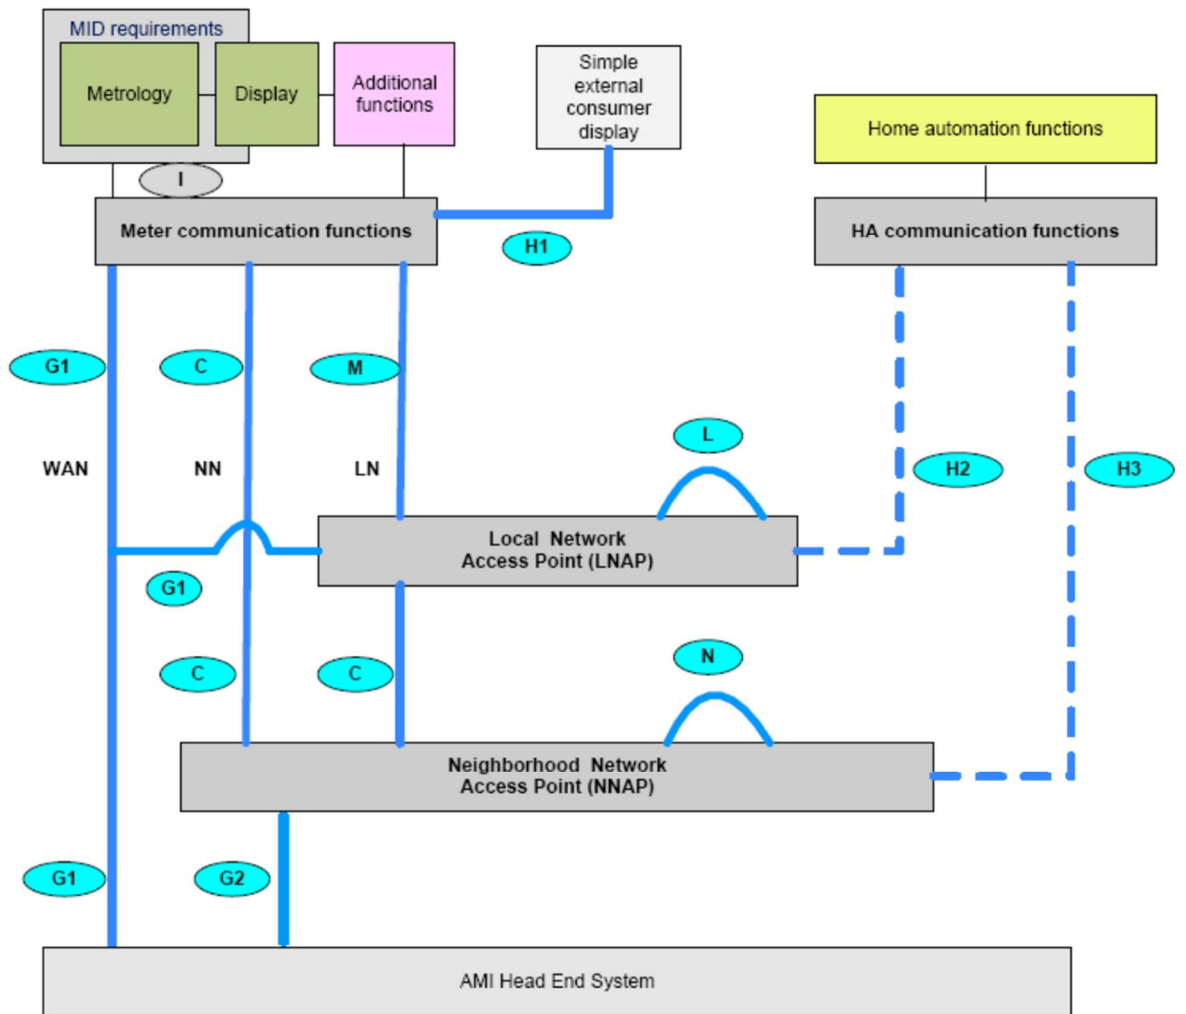 MID requirements
Metrology
Display
Additional
functions
Simple
external
consumer
display
Home automation functions
I
Meter communication functions
H1
HA communication functions
G1
C
M
L
WAN
NN
LN
H2
H3
Local Network
Access Point (LNAP)
G1
C
C
N
Neighborhood Network
Access Point (NNAP)
G1
G2
AMI Head End System